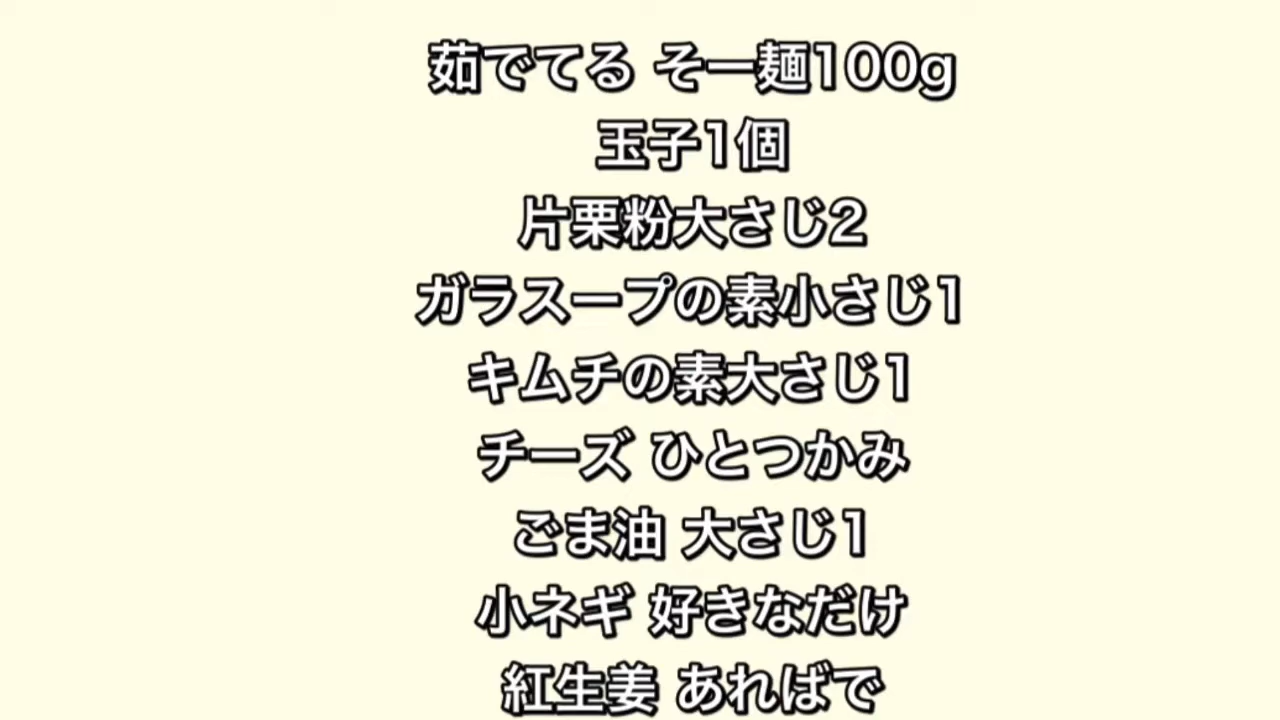 茹でてる そー麺100g
玉子1個
片栗粉大さじ2
ガラスープの素小さじ1
キムチの素大さじ1
チーズ ひとつかみ
ごま油 大さじ1
小ネギ 好きなだけ
紅生姜 あればで